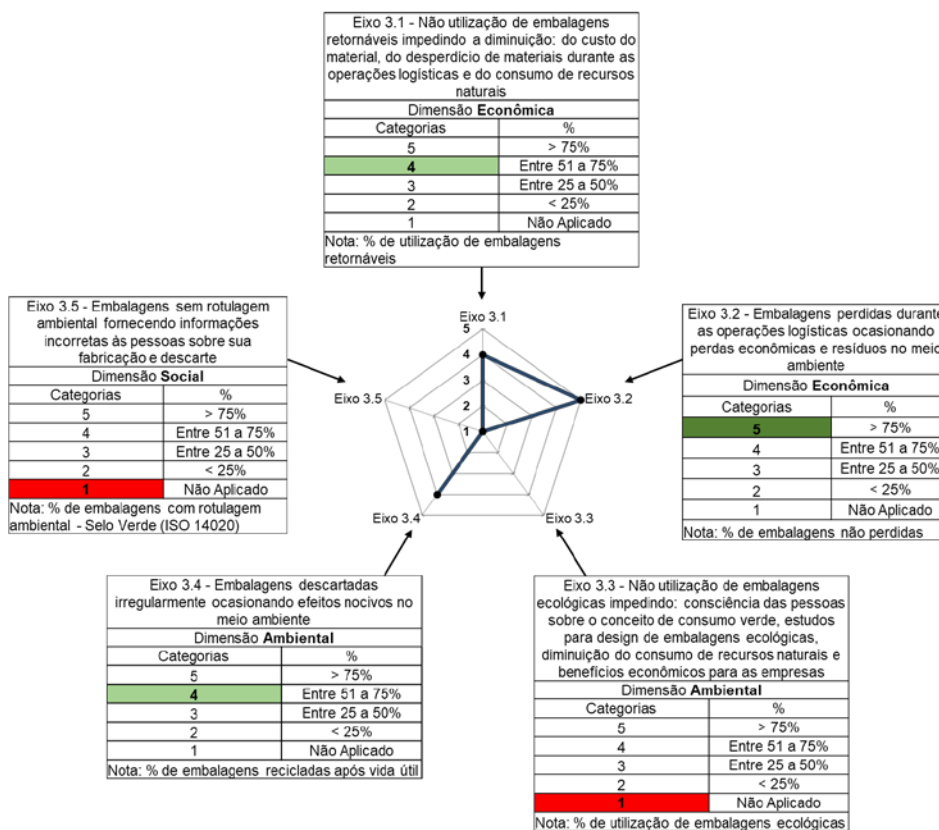 Eixo 3.1 - Não utilização de embalagens
retornáveis impedindo a diminuição: do custo do
material, do desperdício de materiais durante as
operações logísticas e do consumo de recursos
naturais
Dimensão Econômica
Categorias %
5 > 75%
4 Entre 51 a 75%
3 Entre 25 a 50%
2 < 25%
1 Não Aplicado
Nota: % de utilização de embalagens
retornáveis
Eixo 3.5 - Embalagens sem rotulagem
ambiental fornecendo informações
incorretas às pessoas sobre sua
fabricação e descarte
Dimensão Social
Categorias %
5 > 75%
4 Entre 51 a 75%
3 Entre 25 a 50%
2 < 25%
1 Não Aplicado
Nota: % de embalagens com rotulagem
ambiental - Selo Verde (ISO 14020)
Eixo 3.1
5
4
3
2
1
Eixo 3.2
Eixo 3.3
Eixo 3.4
Eixo 3.5
Eixo 3.2 - Embalagens perdidas durante
as operações logísticas ocasionando
perdas econômicas e resíduos no meio
ambiente
Dimensão Econômica
Categorias %
5 > 75%
4 Entre 51 a 75%
3 Entre 25 a 50%
2 < 25%
1 Não Aplicado
Nota: % de embalagens não perdidas
Eixo 3.4 - Embalagens descartadas
irregularmente ocasionando efeitos nocivos no
meio ambiente
Dimensão Ambiental
Categorias %
5 > 75%
4 Entre 51 a 75%
3 Entre 25 a 50%
2 < 25%
1 Não Aplicado
Nota: % de embalagens recicladas após vida útil
Eixo 3.3 - Não utilização de embalagens
ecológicas impedindo: consciência das pessoas
sobre o conceito de consumo verde, estudos
para design de embalagens ecológicas,
diminuição do consumo de recursos naturais e
benefícios econômicos para as empresas
Dimensão Ambiental
Categorias %
5 > 75%
4 Entre 51 a 75%
3 Entre 25 a 50%
2 < 25%
1 Não Aplicado
Nota: % de utilização de embalagens ecológicas